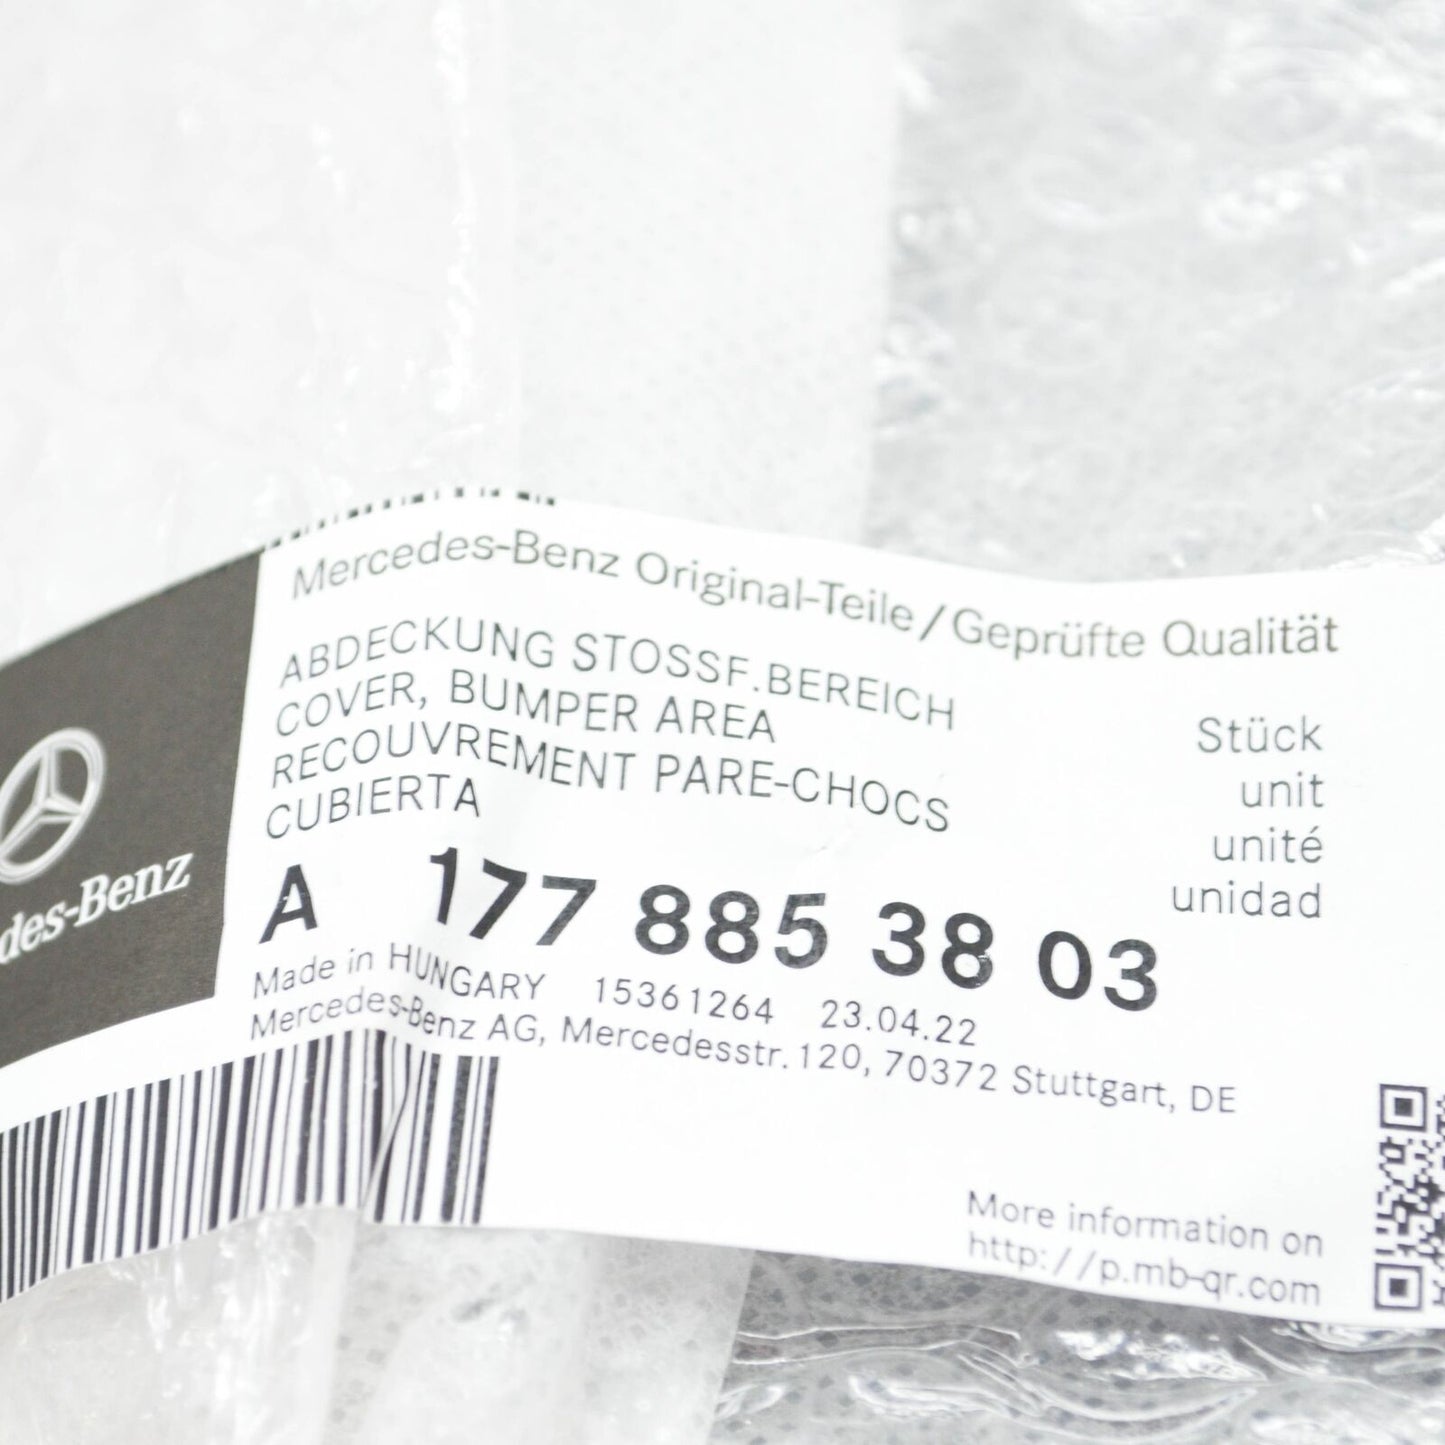 Mercedes-Benz Original-Teile/Geprüfte Qualität
ABDECKUNG STOSSF.BEREICH
COVER, BUMPER AREA
RECOUVREMENT PARE-CHOCS
CUBIERTA
Stück
unit
unité
unidad
des-Benz
A 177 885 38 03
Made in HUNGARY 15361264 23.04.22
Mercedes-Benz AG, Mercedesstr.120, 70372 Stuttgart, DE
More information on
http://p.mb-qr.com